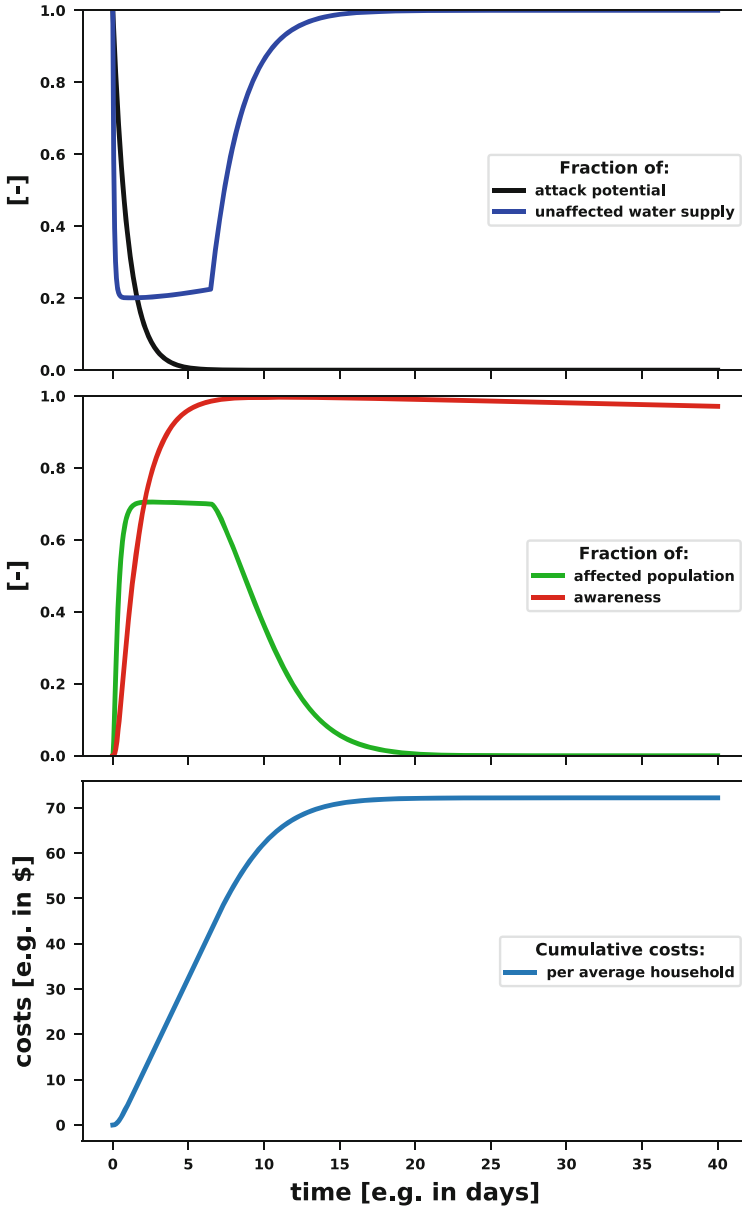 1.0
0.8
0.6
0.4
0.2
0.0
[-]
Fraction of:
attack potential
unaffected water supply
1.0
0.8
0.6
0.4
0.2
0.0
[-]
Fraction of:
affected population
awareness
70
60
50
40
30
20
10
0
costs [e.g. in $]
Cumulative costs:
per average household
0 5 10 15 20 25 30 35 40
time [e.g. in days]